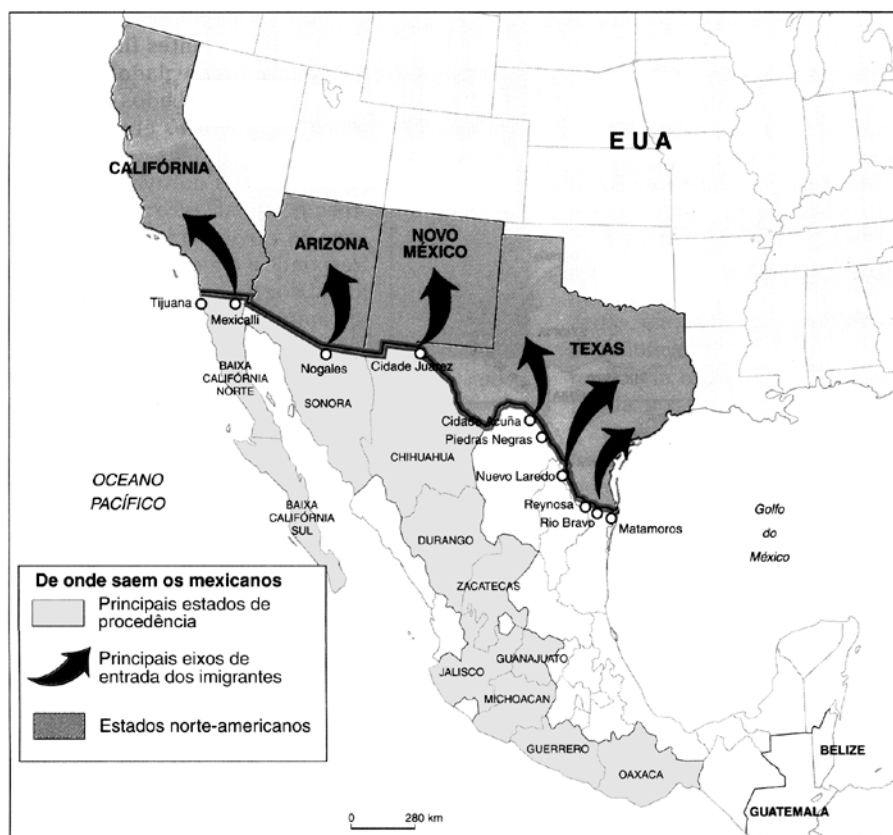 E U A
CALIFÓRNIA
ARIZONA
NOVO
MÉXICO
TEXAS
Tijuana
Mexicalli
Nogales
Cidade Juárez
BAIXA
CALIFÓRNIA
NORTE
SONORA
CHIHUAHUA
Cidade Acuña
Piedras Negras
Nuevo Laredo
Reynosa
Rio Bravo
Matamoros
OCEANO
PACÍFICO
BAIXA
CALIFÓRNIA
SUL
Golfo
do
México
DURANGO
ZACATECAS
GUANAJUATO
JALISCO
MICHOACAN
GUERRERO
OAXACA
BELIZE
GUATEMALA
De onde saem os mexicanos
Principais estados de
procedência
Principais eixos de
entrada dos imigrantes
Estados norte-americanos
0 280 km